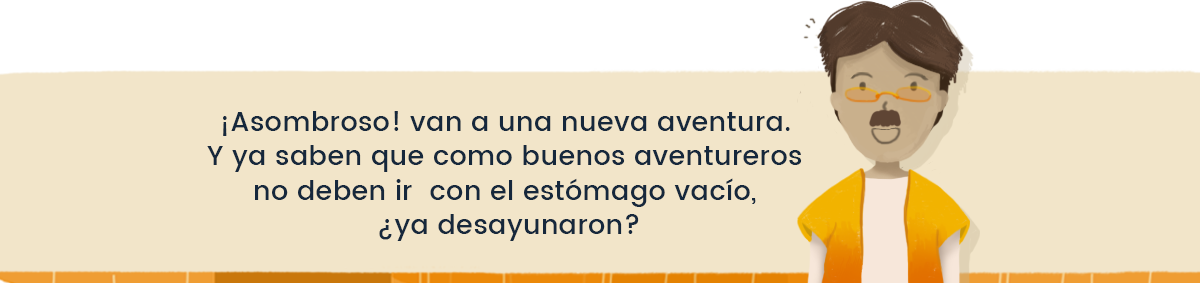 ¡Asombroso! van a una nueva aventura.
Y ya saben que como buenos aventureros
no deben ir  con el estómago vacío,
¿ya desayunaron?